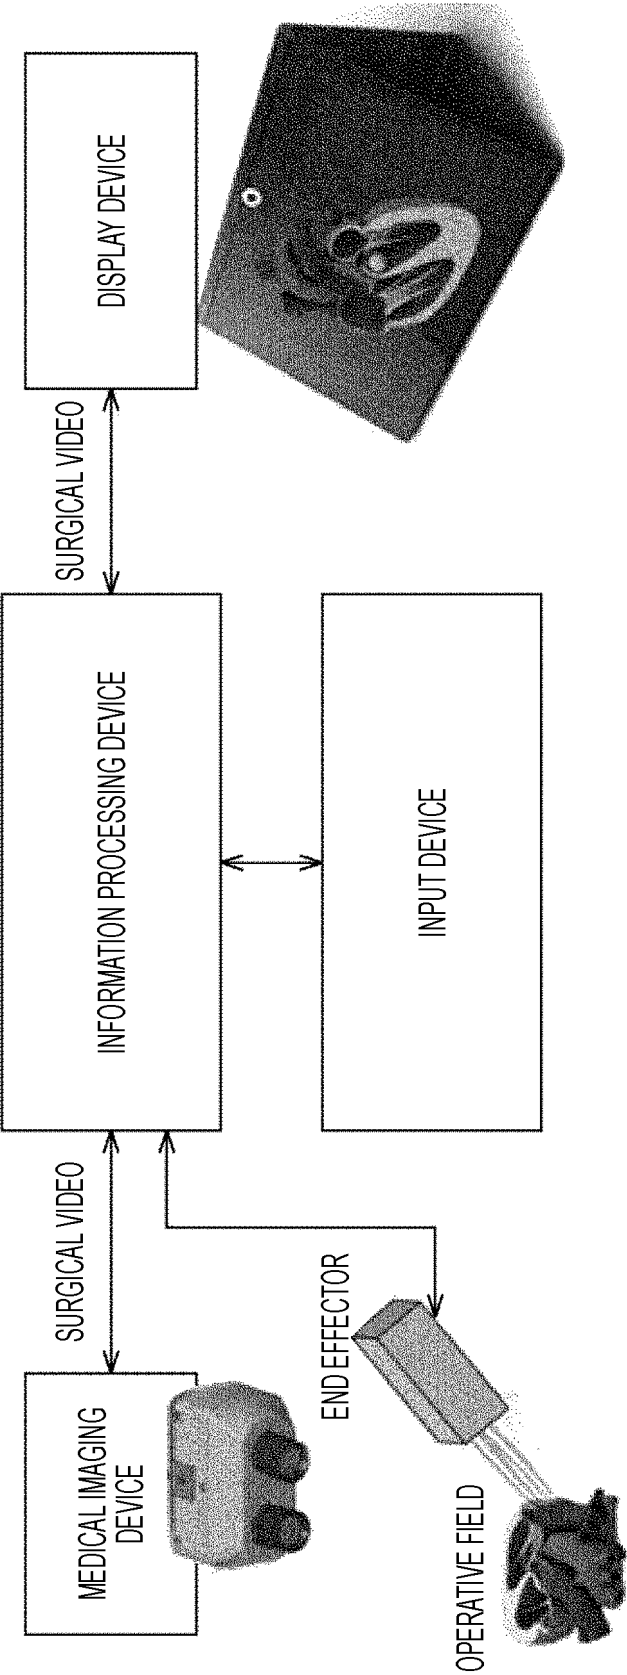 MEDICAL IMAGING
DEVICE
SURGICAL VIDEO
INFORMATION PROCESSING DEVICE
SURGICAL VIDEO
DISPLAY DEVICE
END EFFECTOR
INPUT DEVICE
OPERATIVE FIELD